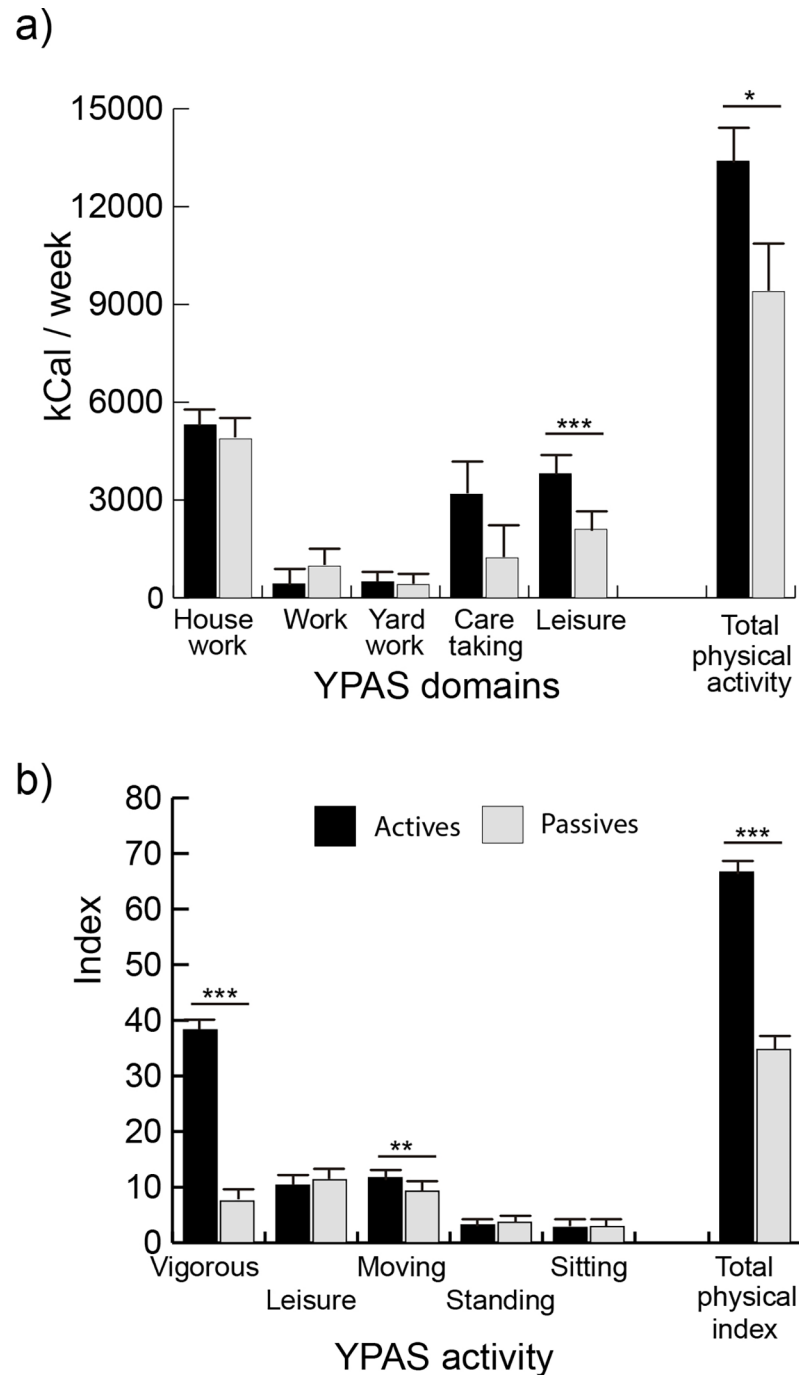 a)
15000
12000
9000
6000
3000
0
kCal / week
*
***
House work
Work
Yard work
Care taking
Leisure
Total physical activity
YPAS domains
b)
80
70
60
50
40
30
20
10
0
Index
Actives
Passives
***
***
**
Vigorous
Leisure
Moving
Standing
Sitting
Total physical index
YPAS activity